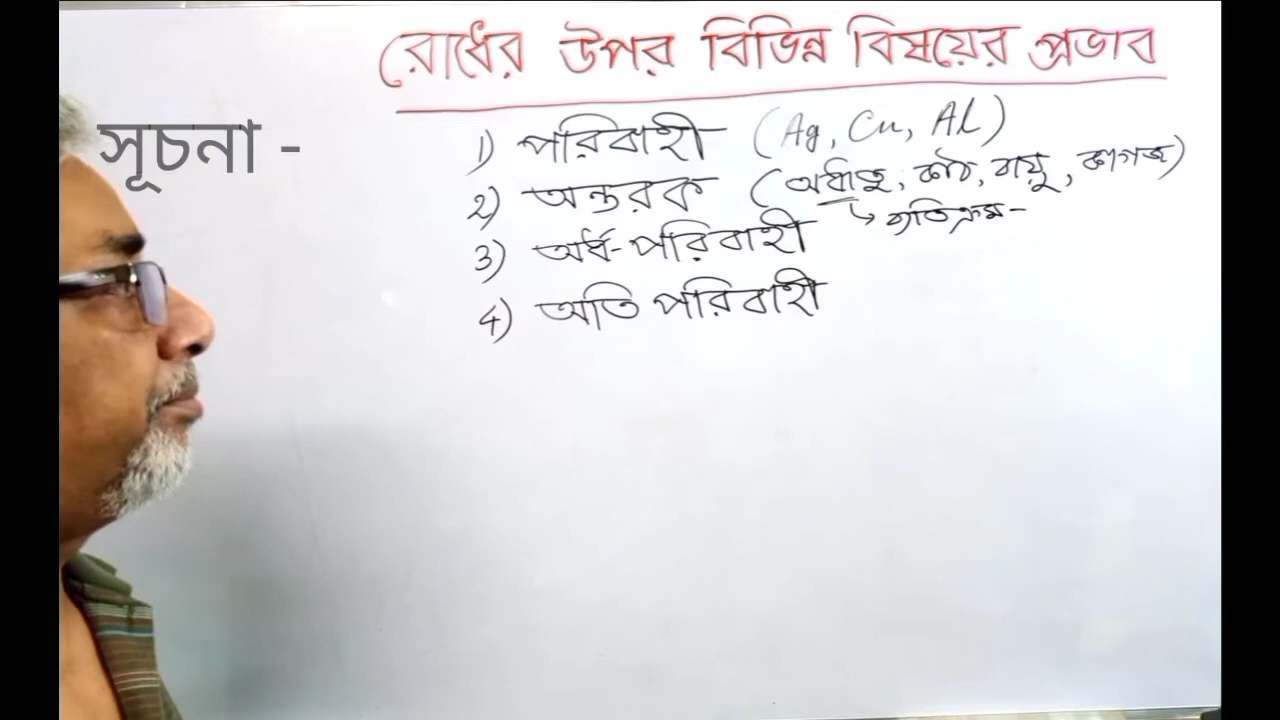 রোধের উপর বিভিন্ন বিষয়ের প্রভাব
সূচনা -
1) পরিবাহী (Ag, Cu, Al)
2) অন্তরক (অধাতু, কাঠ, বায়ু, কাগজ)
↳ ব্যতিক্রম -
3) অর্ধ-পরিবাহী
4) অতি পরিবাহী